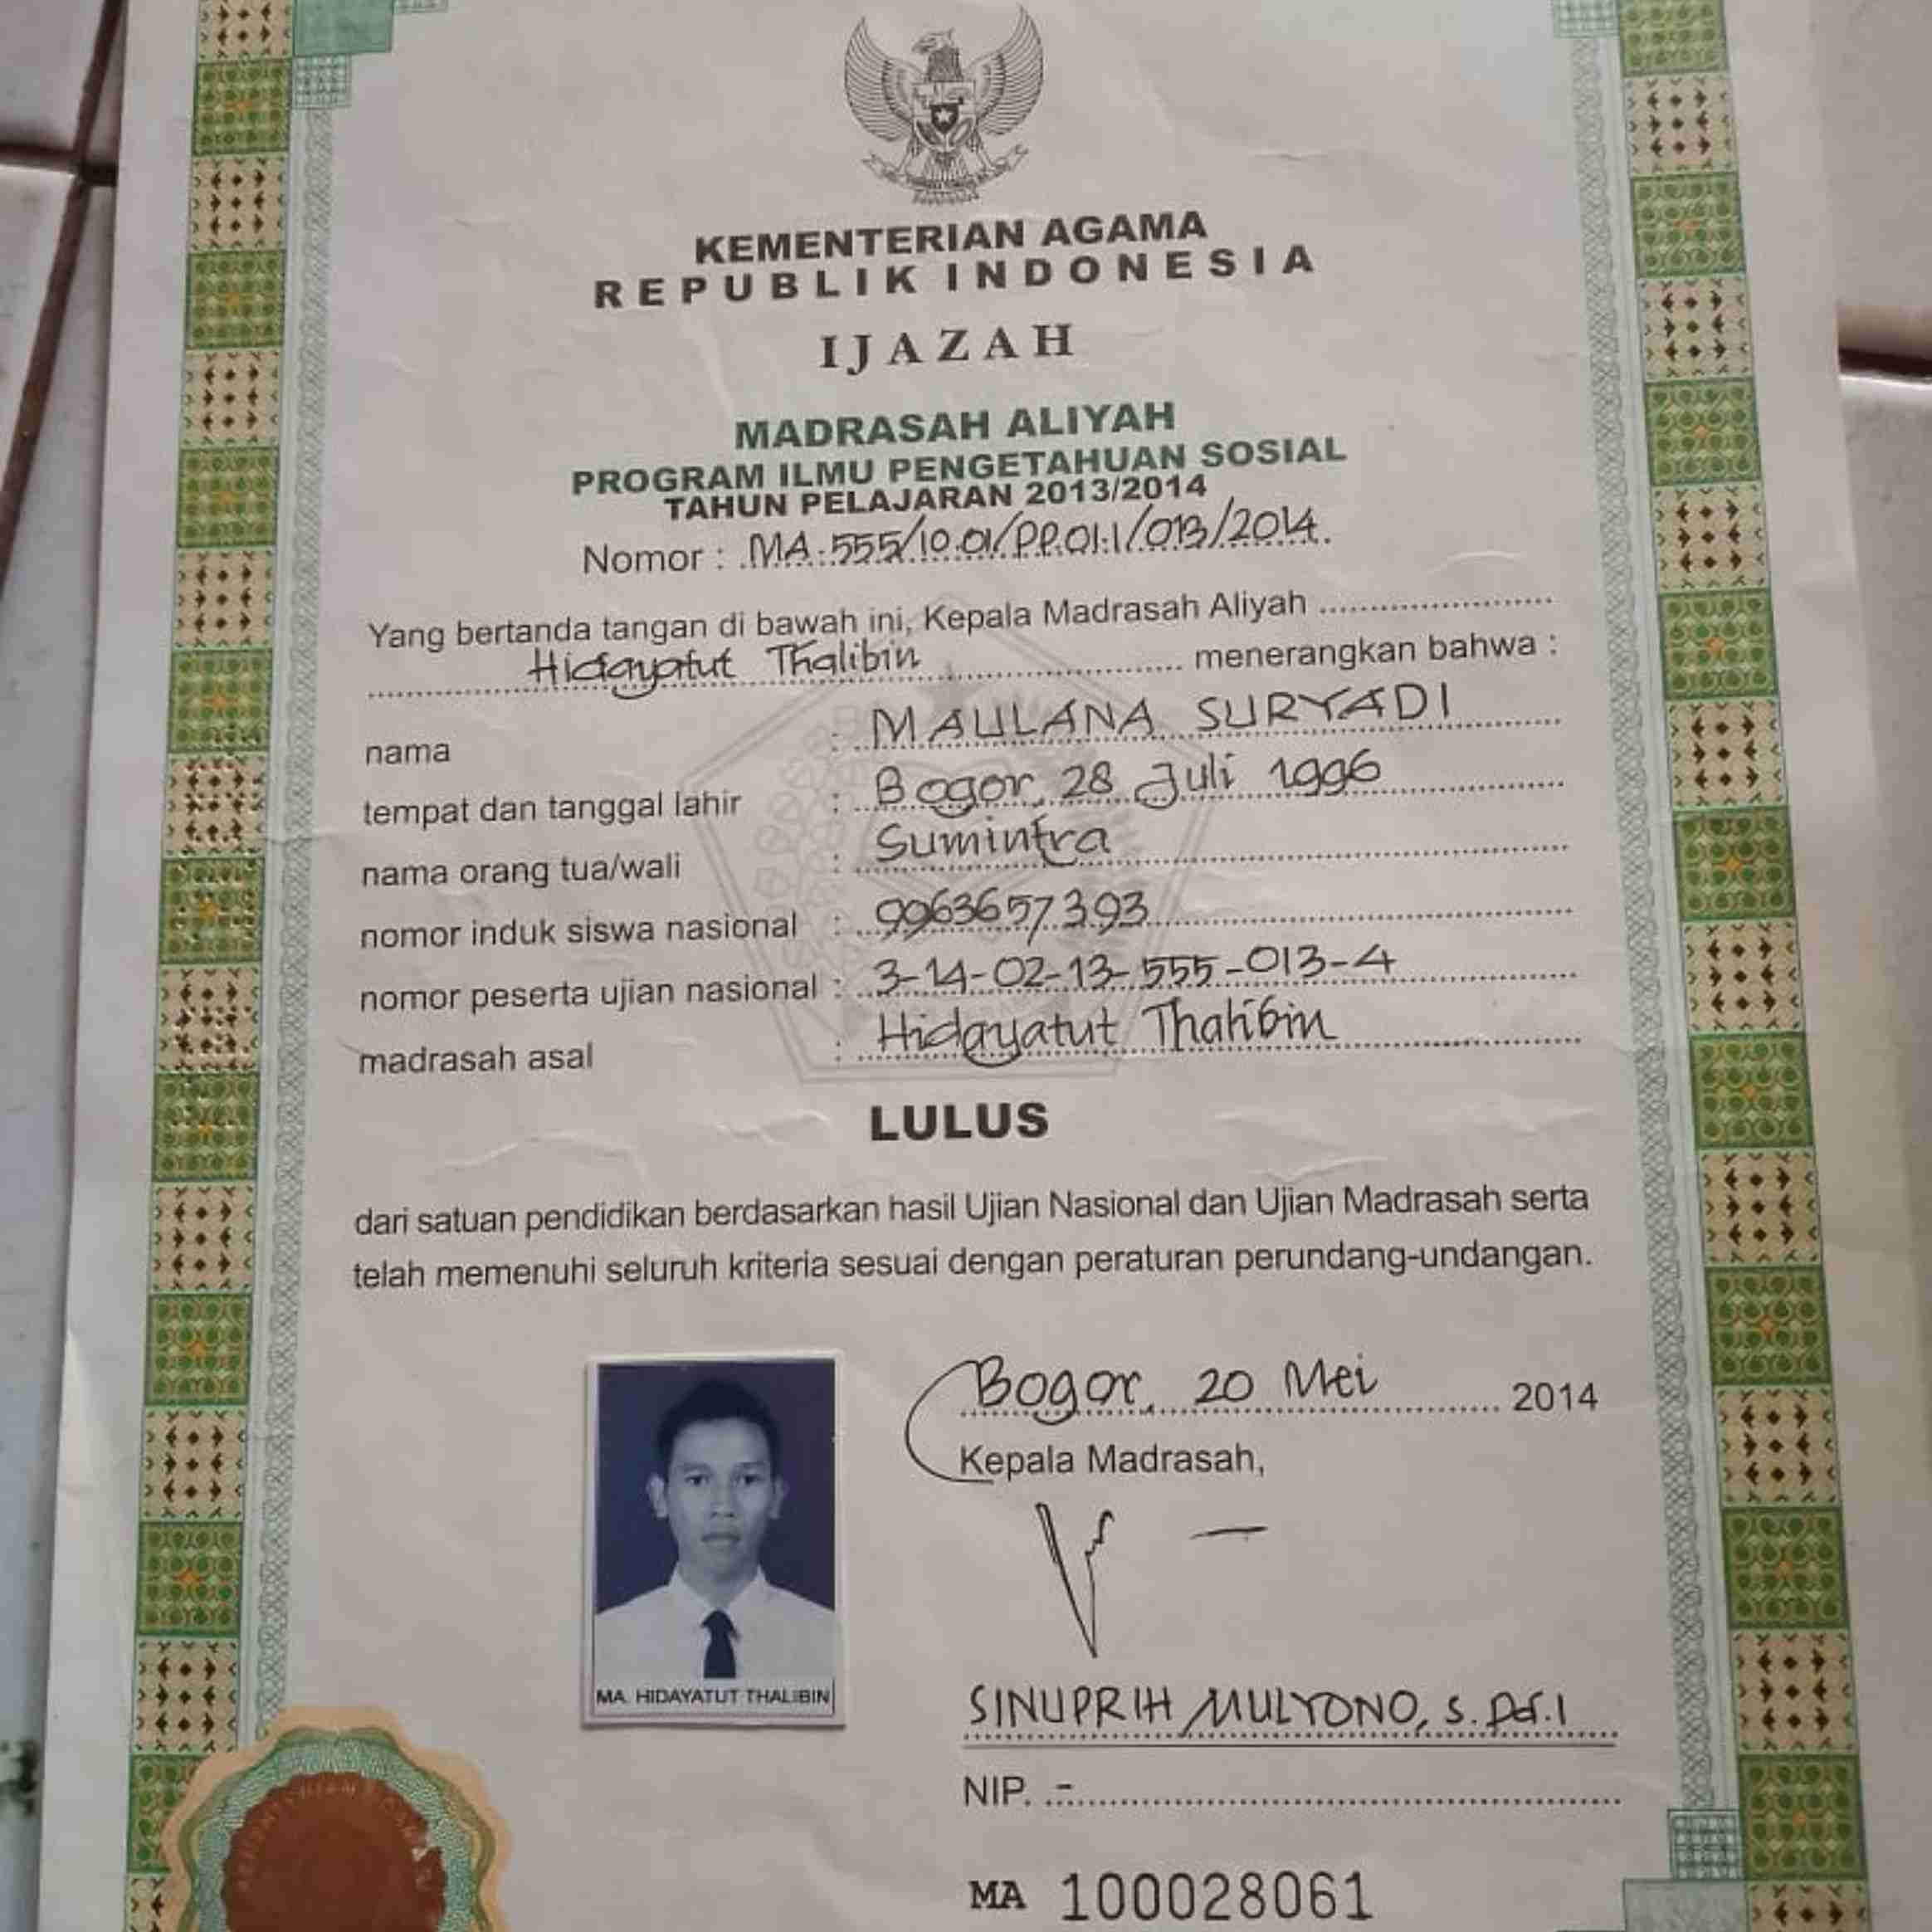 KEMENTERIAN AGAMA
REPUBLIK INDONESIA
IJAZAH
MADRASAH ALIYAH
PROGRAM ILMU PENGETAHUAN SOSIAL
TAHUN PELAJARAN 2013/2014
Nomor : MA.555/10.01/PP.01.1/013/2014.
Yang bertanda tangan di bawah ini, Kepala Madrasah Aliyah
Hidayatut Thalibin menerangkan bahwa :
nama : MAULANA SURYADI
tempat dan tanggal lahir : Bogor, 28 Juli 1996
nama orang tua/wali : Sumintra
nomor induk siswa nasional : 9963657393
nomor peserta ujian nasional : 3-14-02-13-555-013-4
madrasah asal : Hidayatut Thalibin
LULUS
dari satuan pendidikan berdasarkan hasil Ujian Nasional dan Ujian Madrasah serta
telah memenuhi seluruh kriteria sesuai dengan peraturan perundang-undangan.
Bogor, 20 Mei 2014
Kepala Madrasah,
MA. HIDAYATUT THALIBIN
SINUPRIH MULYONO, S.Pd.I
NIP. -
MA 100028061